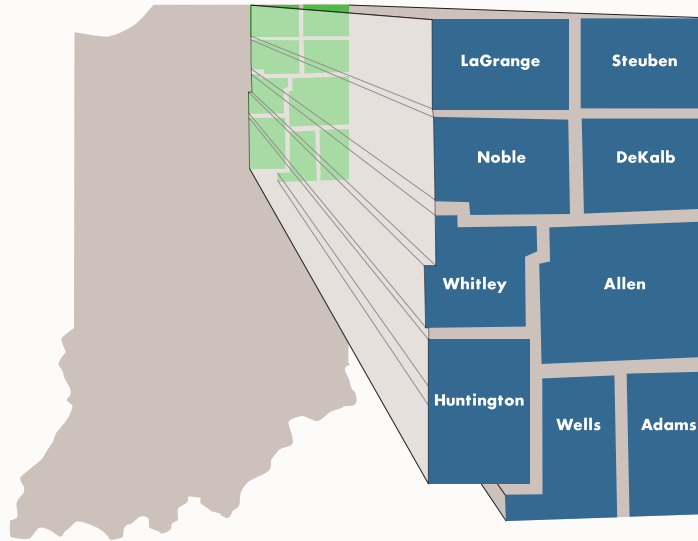 LaGrange
Steuben
Noble
DeKalb
Whitley
Allen
Huntington
Wells
Adams